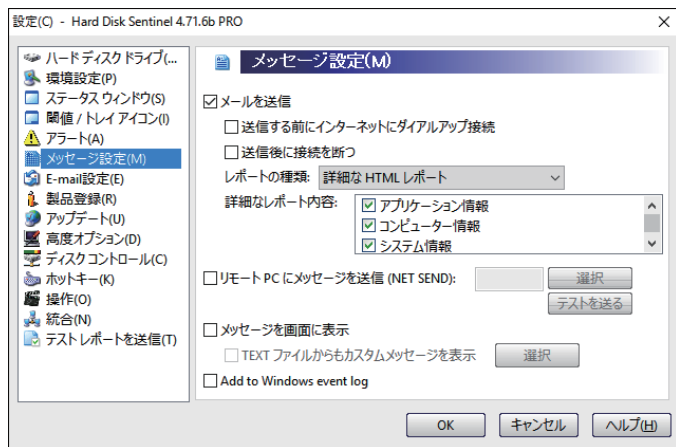 設定(C) - Hard Disk Sentinel 4.71.6b PRO
ハードディスクドライブ(...
環境設定(P)
ステータス ウィンドウ(S)
閾値 / トレイ アイコン(I)
アラート(A)
メッセージ設定(M)
E-mail設定(E)
製品登録(R)
アップデート(U)
高度オプション(D)
ディスクコントロール(C)
ホットキー(K)
操作(O)
統合(N)
テストレポートを送信(T)
メッセージ設定(M)
メールを送信
送信する前にインターネットにダイアルアップ接続
送信後に接続を断つ
レポートの種類: 詳細な HTML レポート
詳細なレポート内容: アプリケーション情報
コンピューター情報
システム情報
リモート PC にメッセージを送信 (NET SEND): 選択
テストを送る
メッセージを画面に表示
TEXT ファイルからもカスタムメッセージを表示 選択
Add to Windows event log
OK キャンセル ヘルプ(H)